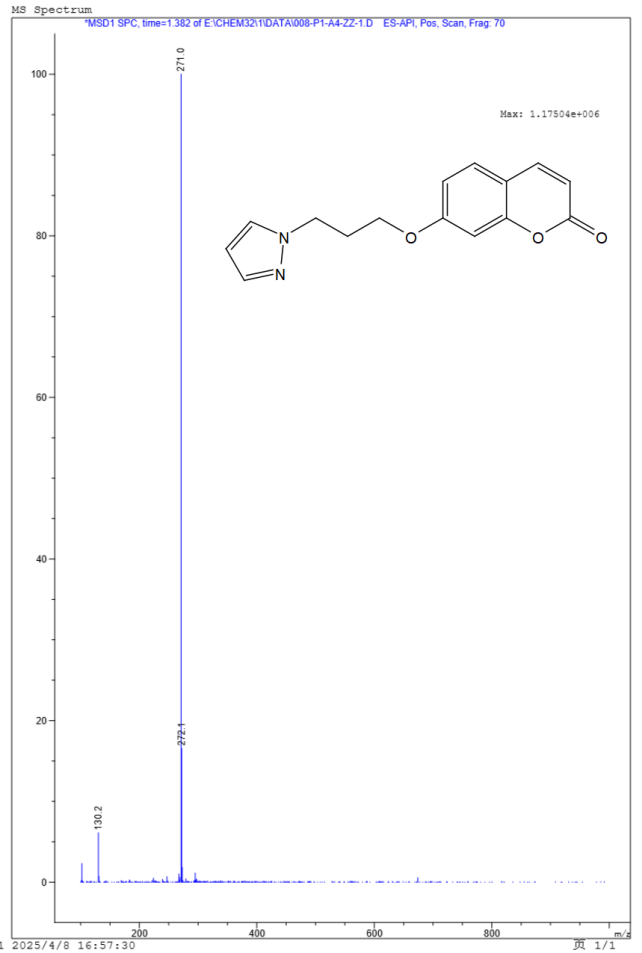 MS Spectrum
*MSD1 SPC, time=1.382 of E:\CHEM32\1\DATA\008-P1-A4-ZZ-1.D    ES-API, Pos, Scan, Frag: 70
271.0
100
Max: 1.17504e+006
O
O
O
N
N
80
60
40
20
272.1
130.2
0
200
400
600
800
m/z
1 2025/4/8 16:57:30
页 1/1